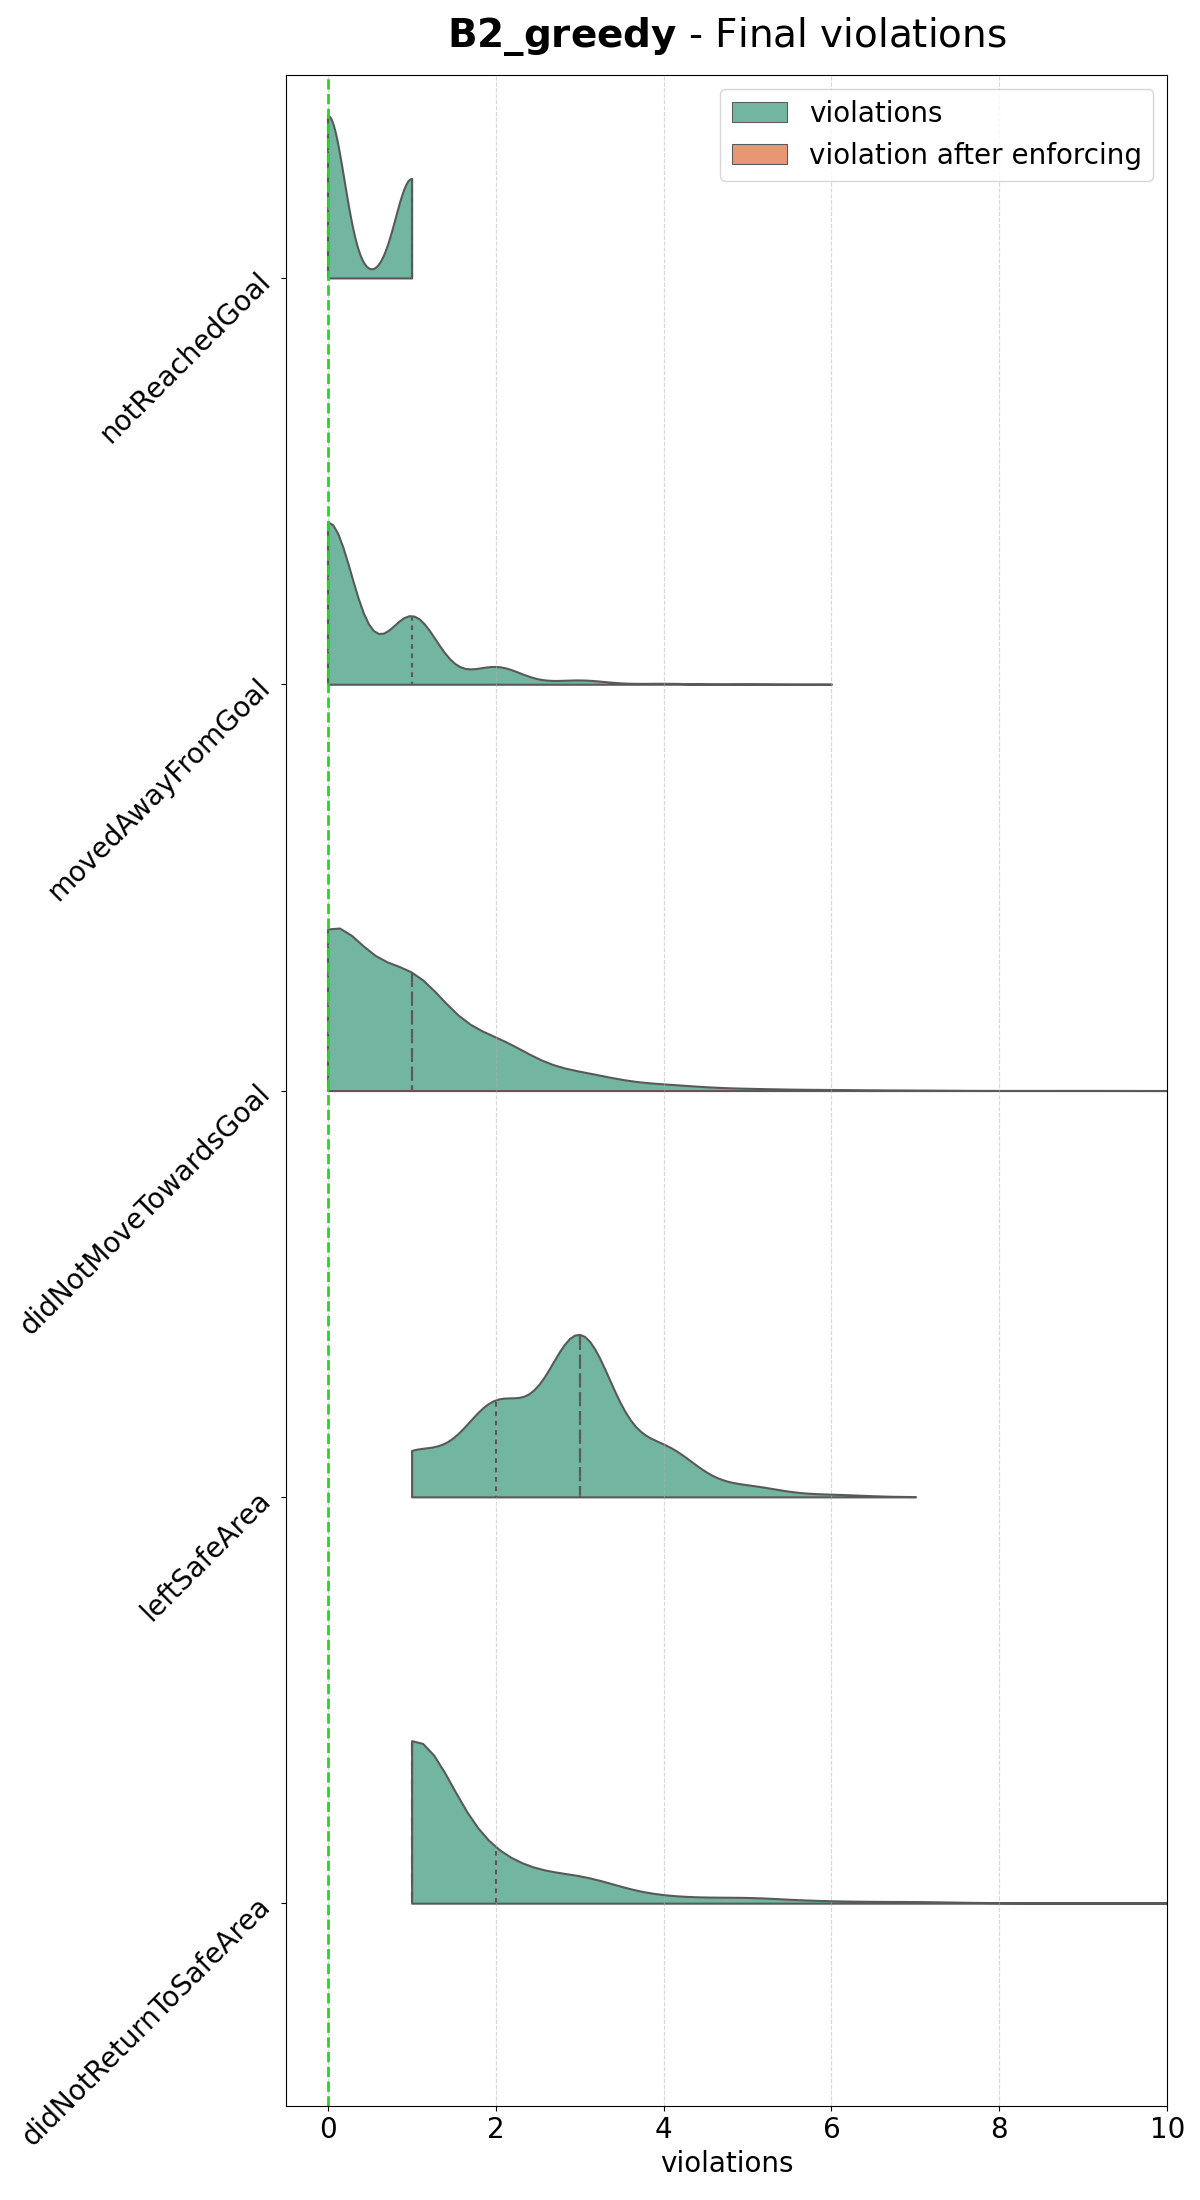 B2_greedy - Final violations
violations
violation after enforcing
notReachedGoal
movedAwayFromGoal
didNotMoveTowardsGoal
leftSafeArea
didNotReturnToSafeArea
0 2 4 6 8 10
violations